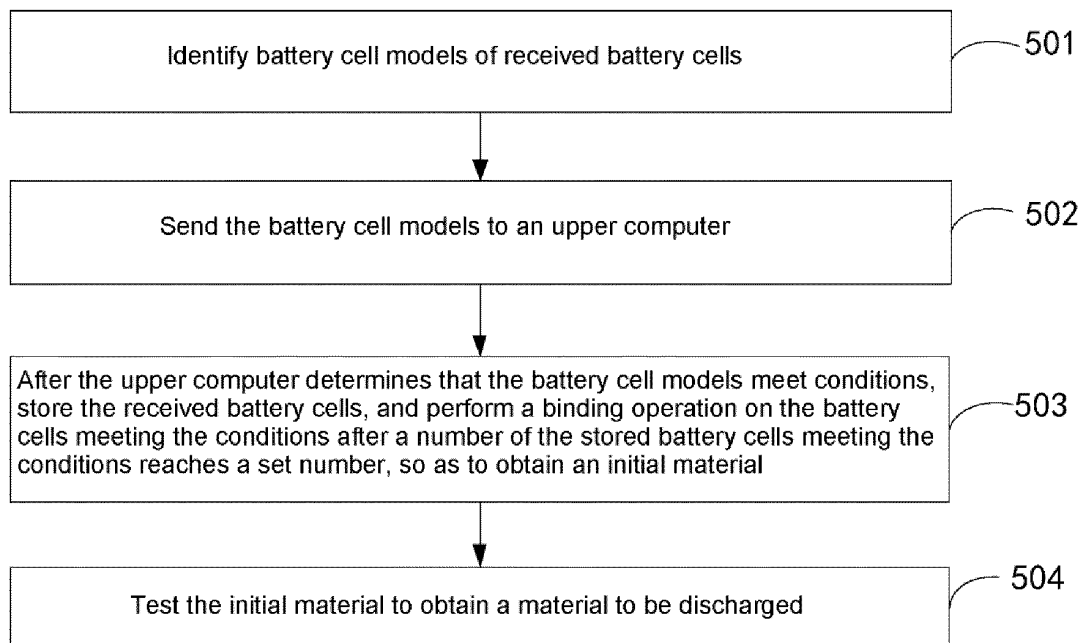 Identify battery cell models of received battery cells
501
Send the battery cell models to an upper computer
502
After the upper computer determines that the battery cell models meet conditions,
store the received battery cells, and perform a binding operation on the battery
cells meeting the conditions after a number of the stored battery cells meeting the
conditions reaches a set number, so as to obtain an initial material
503
Test the initial material to obtain a material to be discharged
504